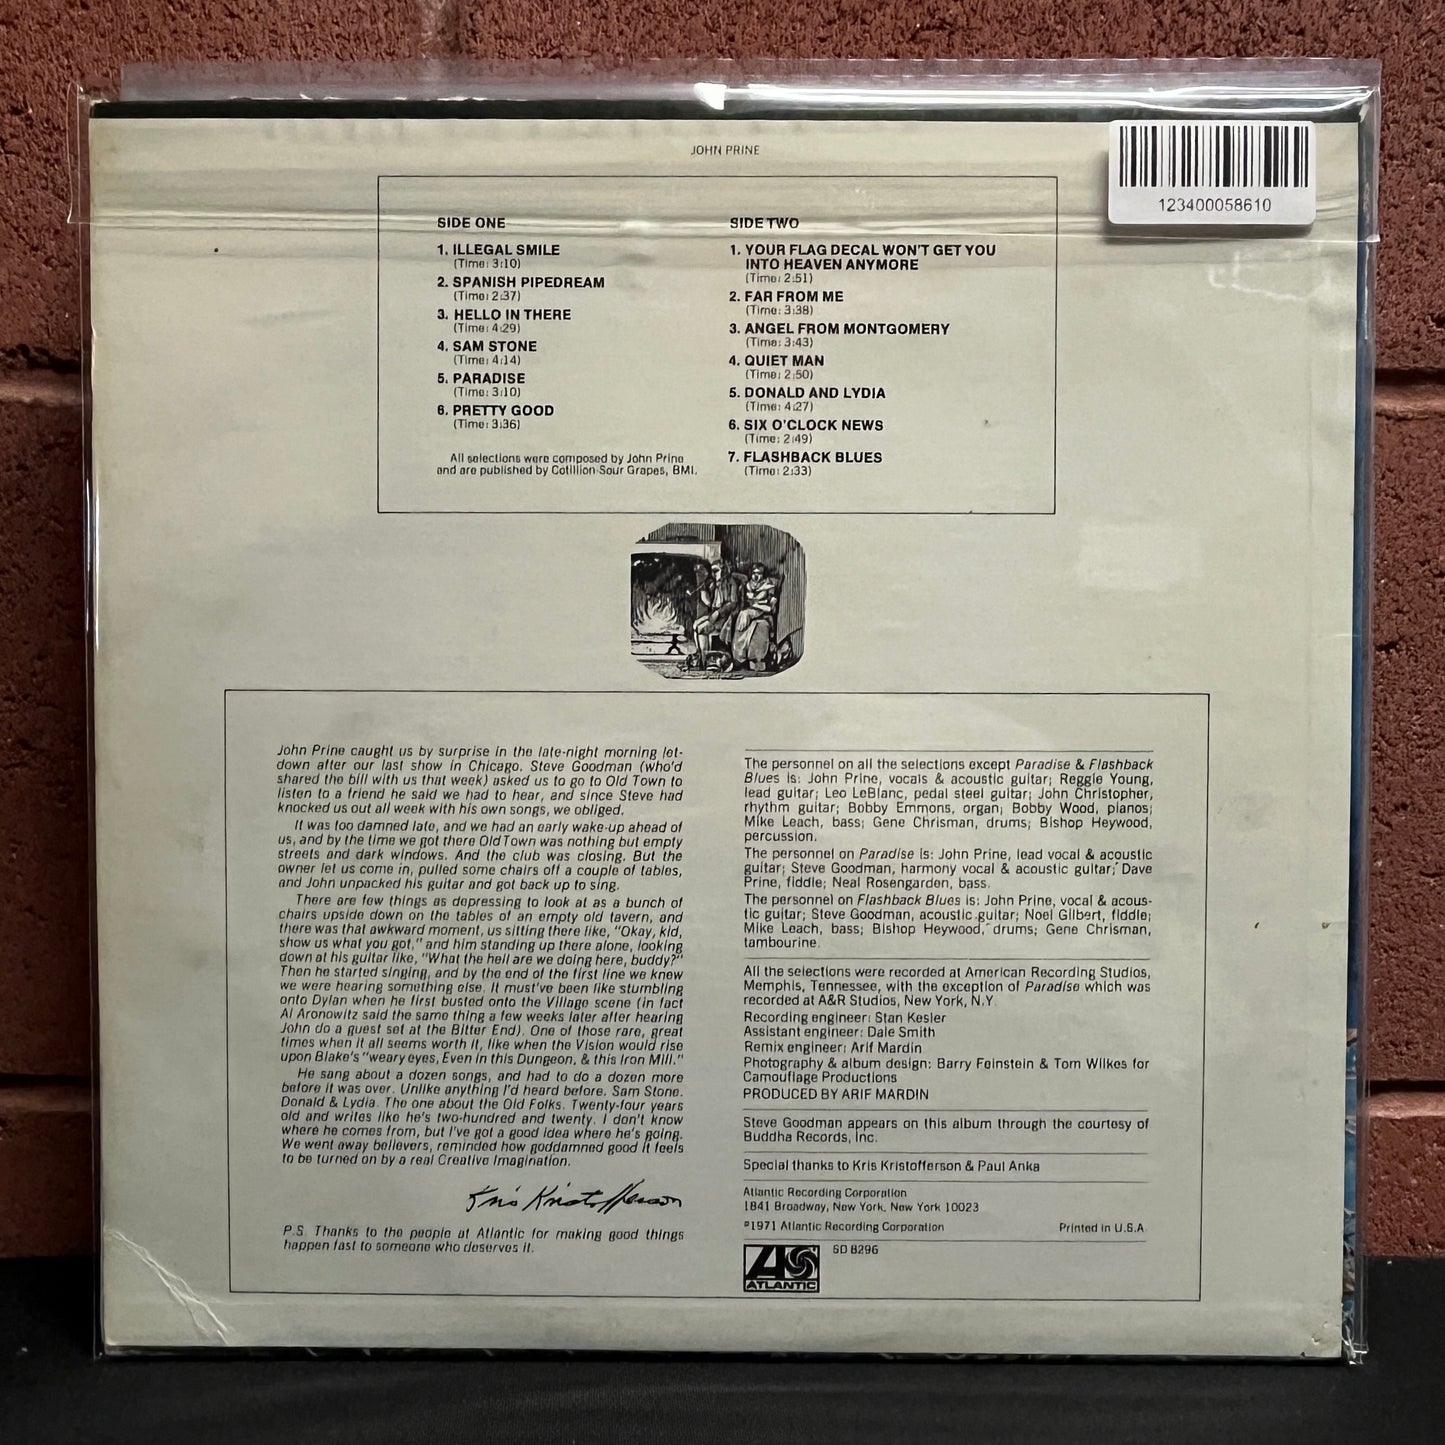 JOHN PRINE
123400058610
SIDE ONE
1. ILLEGAL SMILE
(Time: 3:10)
2. SPANISH PIPEDREAM
(Time: 2:37)
3. HELLO IN THERE
(Time: 4:29)
4. SAM STONE
(Time: 4:14)
5. PARADISE
(Time: 3:10)
6. PRETTY GOOD
(Time: 3:36)
All selections were composed by John Prine
and are published by Cotillion-Sour Grapes, BMI.
SIDE TWO
1. YOUR FLAG DECAL WON'T GET YOU
INTO HEAVEN ANYMORE
(Time: 2:51)
2. FAR FROM ME
(Time: 3:38)
3. ANGEL FROM MONTGOMERY
(Time: 3:43)
4. QUIET MAN
(Time: 2:50)
5. DONALD AND LYDIA
(Time: 4:27)
6. SIX O'CLOCK NEWS
(Time: 2:49)
7. FLASHBACK BLUES
(Time: 2:33)
John Prine caught us by surprise in the late-night morning let-
down after our last show in Chicago. Steve Goodman (who'd
shared the bill with us that week) asked us to go to Old Town to
listen to a friend he said we had to hear, and since Steve had
knocked us out all week with his own songs, we obliged.
It was too damned late, and we had an early wake-up ahead of
us, and by the time we got there Old Town was nothing but empty
streets and dark windows. And the club was closing. But the
owner let us come in, pulled some chairs off a couple of tables,
and John unpacked his guitar and got back up to sing.
There are few things as depressing to look at as a bunch of
chairs upside down on the tables of an empty old tavern, and
there was that awkward moment, us sitting there like, "Okay, kid,
show us what you got," and him standing up there alone, looking
down at his guitar like, "What the hell are we doing here, buddy?"
Then he started singing, and by the end of the first line we knew
we were hearing something else. It must've been like stumbling
onto Dylan when he first busted onto the Village scene (in fact
Al Aronowitz said the same thing a few weeks later after hearing
John do a guest set at the Bitter End). One of those rare, great
times when it all seems worth it, like when the Vision would rise
upon Blake's "weary eyes, Even in this Dungeon, & this Iron Mill."
He sang about a dozen songs, and had to do a dozen more
before it was over. Unlike anything I'd heard before. Sam Stone.
Donald & Lydia. The one about the Old Folks. Twenty-four years
old and writes like he's two-hundred and twenty. I don't know
where he comes from, but I've got a good idea where he's going.
We went away believers, reminded how goddamned good it feels
to be turned on by a real Creative Imagination.
Kris Kristofferson
P.S. Thanks to the people at Atlantic for making good things
happen fast to someone who deserves it.
The personnel on all the selections except Paradise & Flashback
Blues is: John Prine, vocals & acoustic guitar; Reggie Young,
lead guitar; Leo LeBlanc, pedal steel guitar; John Christopher,
rhythm guitar; Bobby Emmons, organ; Bobby Wood, pianos;
Mike Leach, bass; Gene Chrisman, drums; Bishop Heywood,
percussion.
The personnel on Paradise is: John Prine, lead vocal & acoustic
guitar; Steve Goodman, harmony vocal & acoustic guitar; Dave
Prine, fiddle; Neal Rosengarden, bass.
The personnel on Flashback Blues is: John Prine, vocal & acous-
tic guitar; Steve Goodman, acoustic guitar; Noel Gilbert, fiddle;
Mike Leach, bass; Bishop Heywood, drums; Gene Chrisman,
tambourine.
All the selections were recorded at American Recording Studios,
Memphis, Tennessee, with the exception of Paradise which was
recorded at A&R Studios, New York, N.Y.
Recording engineer: Stan Kesler
Assistant engineer: Dale Smith
Remix engineer: Arif Mardin
Photography & album design: Barry Feinstein & Tom Wilkes for
Camouflage Productions
PRODUCED BY ARIF MARDIN
Steve Goodman appears on this album through the courtesy of
Buddha Records, Inc.
Special thanks to Kris Kristofferson & Paul Anka
Atlantic Recording Corporation
1841 Broadway, New York, New York 10023
℗1971 Atlantic Recording Corporation Printed in U.S.A.
ATLANTIC
SD 8296